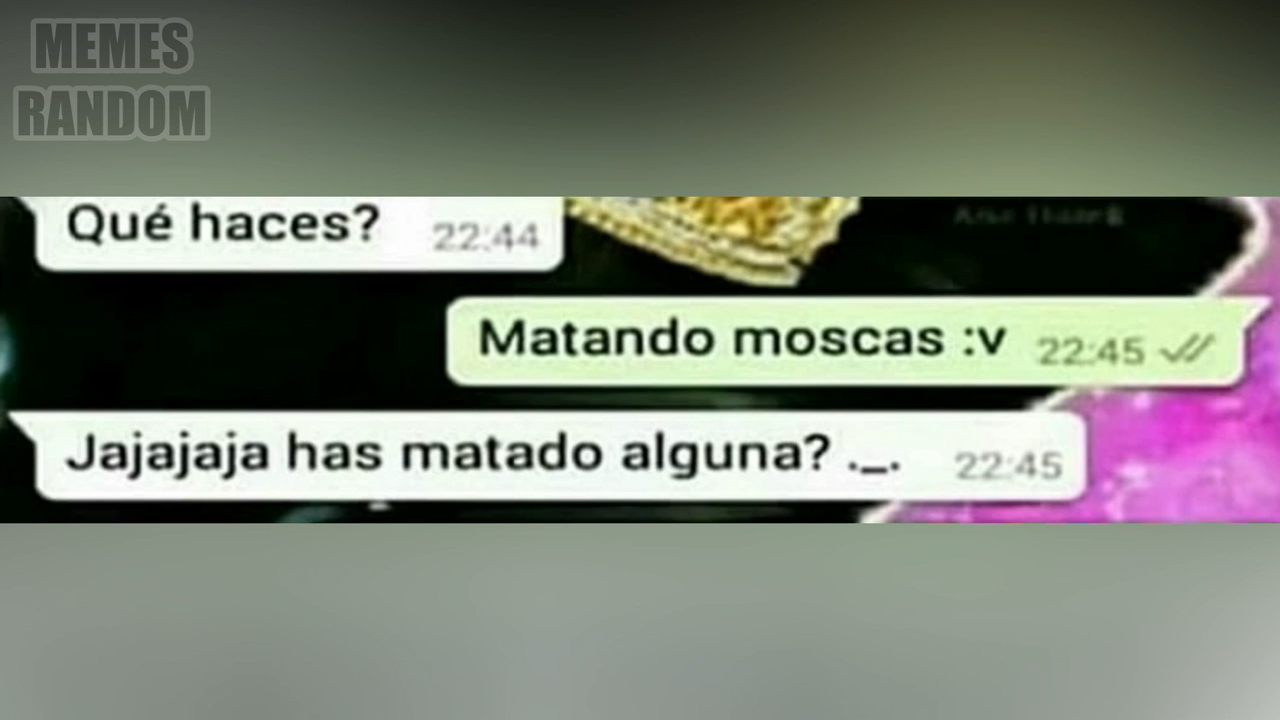 MEMES
RANDOM
Qué haces? 22:44
Matando moscas :v 22:45
Jajajaja has matado alguna? ._. 22:45